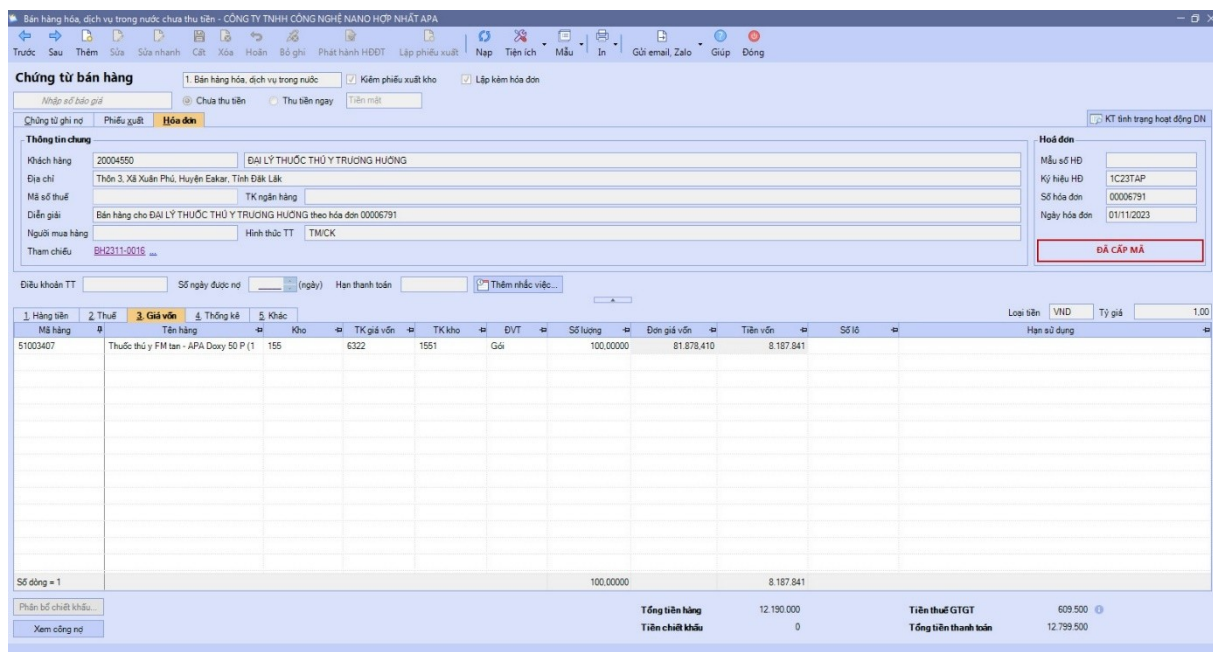 Bán hàng hóa, dịch vụ trong nước chưa thu tiền - CÔNG TY TNHH CÔNG NGHỆ NANO HỢP NHẤT APA
Trước Sau Thêm Sửa Sửa nhanh Cất Xóa Hoãn Bỏ ghi Phát hành HĐĐT Lập phiếu xuất Nạp Tiện ích Mẫu In Gửi email, Zalo Giúp Đóng
Chứng từ bán hàng 1. Bán hàng hóa, dịch vụ trong nước Kiêm phiếu xuất kho Lập kèm hóa đơn
Nhập số báo giá Chưa thu tiền Thu tiền ngay Tiền mặt
Chứng từ ghi nợ Phiếu xuất Hóa đơn KT tình trạng hoạt động DN
Thông tin chung Hoá đơn
Khách hàng 20004550 ĐẠI LÝ THUỐC THÚ Y TRƯƠNG HƯỜNG Mẫu số HĐ
Địa chỉ Thôn 3, Xã Xuân Phú, Huyện Eakar, Tỉnh Đăk Lăk Ký hiệu HĐ 1C23TAP
Mã số thuế TK ngân hàng Số hóa đơn 00006791
Diễn giải Bán hàng cho ĐẠI LÝ THUỐC THÚ Y TRƯƠNG HƯỜNG theo hóa đơn 00006791 Ngày hóa đơn 01/11/2023
Người mua hàng Hình thức TT TM/CK
Tham chiếu BH2311-0016 ... ĐÃ CẤP MÃ
Điều khoản TT Số ngày được nợ (ngày) Hạn thanh toán Thêm nhắc việc...
1. Hàng tiền 2. Thuế 3. Giá vốn 4. Thống kê 5. Khác Loại tiền VND Tỷ giá 1,00
Mã hàng Tên hàng Kho TK giá vốn TK kho ĐVT Số lượng Đơn giá vốn Tiền vốn Số lô Hạn sử dụng
51003407 Thuốc thú y FM tan - APA Doxy 50 P (1 155 6322 1551 Gói 100,00000 81.878,410 8.187.841
Số dòng = 1 100,00000 8.187.841
Phân bổ chiết khấu... Tổng tiền hàng 12.190.000 Tiền thuế GTGT 609.500
Xem công nợ Tiền chiết khấu 0 Tổng tiền thanh toán 12.799.500